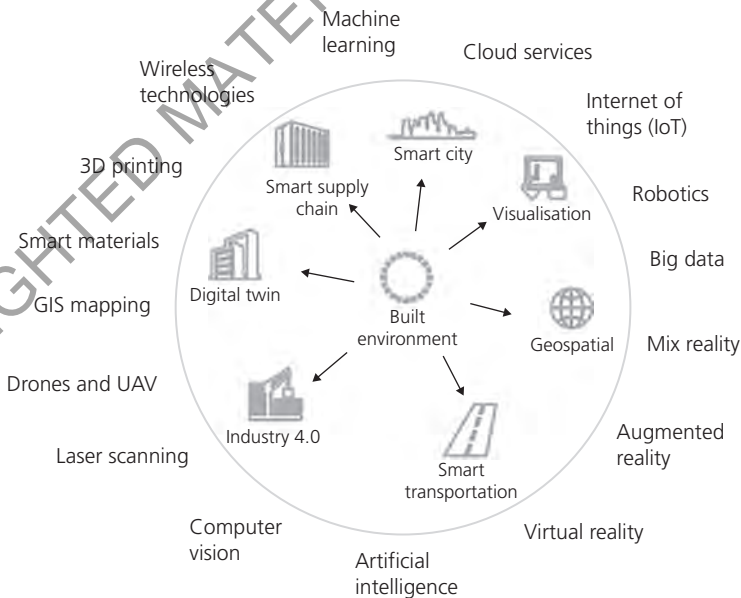 Machine
learning
Cloud services
Wireless
technologies
Internet of
things (IoT)
Smart city
3D printing
Smart supply
chain
Visualisation
Robotics
Smart materials
Big data
Digital twin
GIS mapping
Built
environment
Geospatial
Mix reality
Drones and UAV
Industry 4.0
Augmented
reality
Laser scanning
Smart
transportation
Computer
vision
Virtual reality
Artificial
intelligence
GHTED MATE